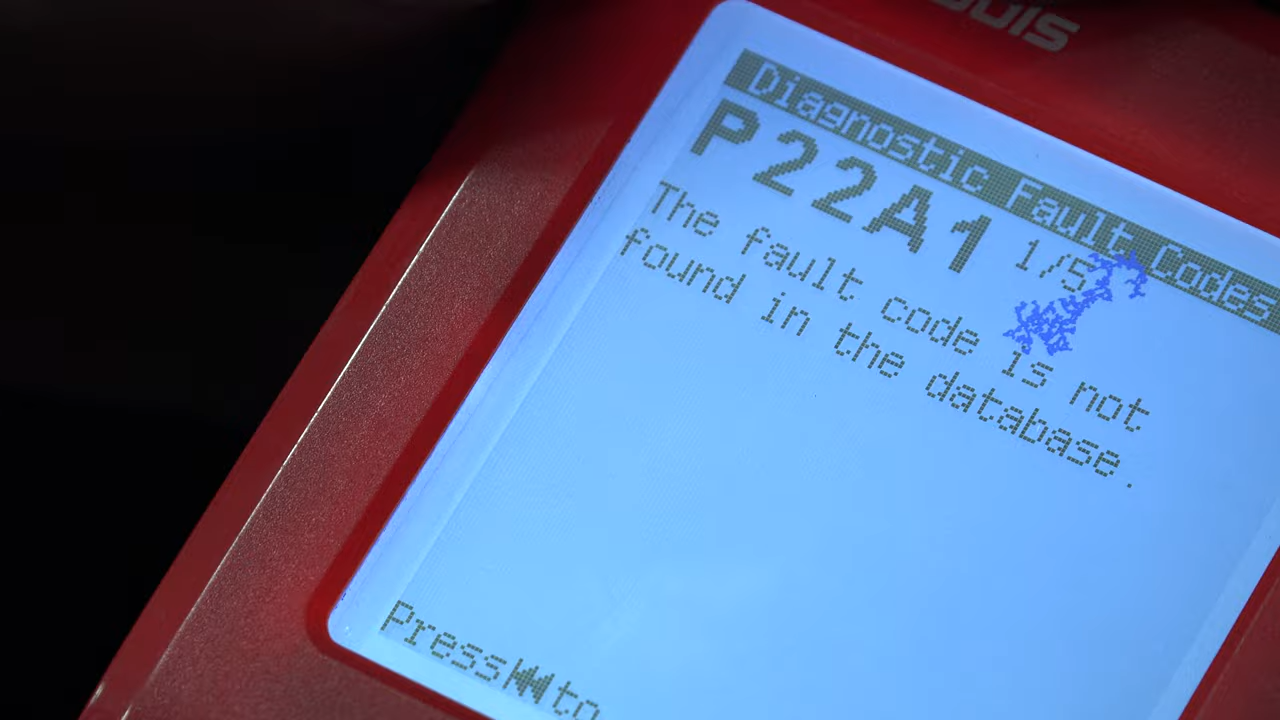 Diagnostic Fault Codes
P22A1 1/5
The fault code is not
found in the database.
Press to